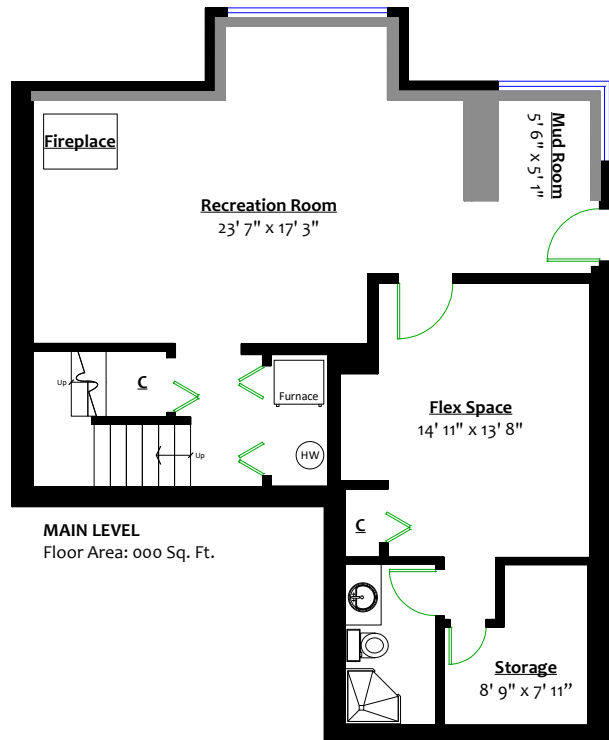 Fireplace
Mud Room
5' 6" x 5' 1"
Recreation Room
23' 7" x 17' 3"
Up
C
Furnace
Flex Space
14' 11" x 13' 8"
HW
Up
C
MAIN LEVEL
Floor Area: 000 Sq. Ft.
Storage
8' 9" x 7' 11”